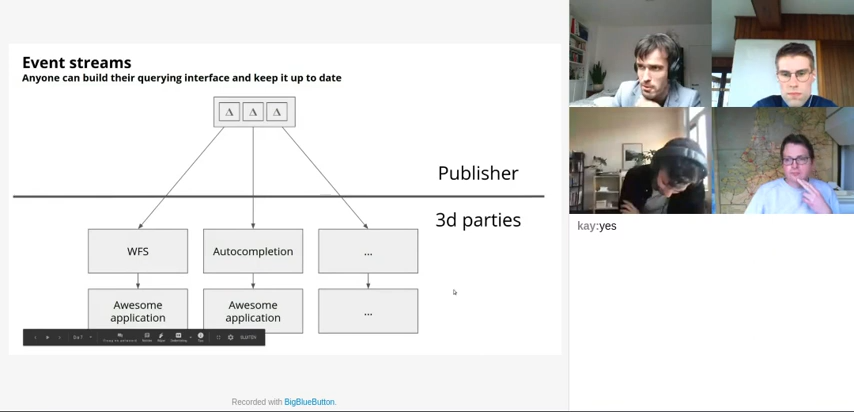 Event streams
Anyone can build their querying interface and keep it up to date
Δ Δ Δ
Publisher
3d parties
WFS
Autocompletion
...
Awesome
application
Awesome
application
...
kay:yes
Recorded with BigBlueButton.